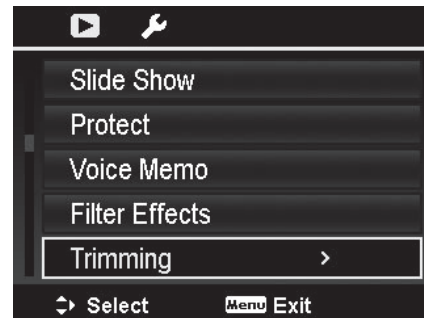 Slide Show
Protect
Voice Memo
Filter Effects
Trimming
Select Menu Exit